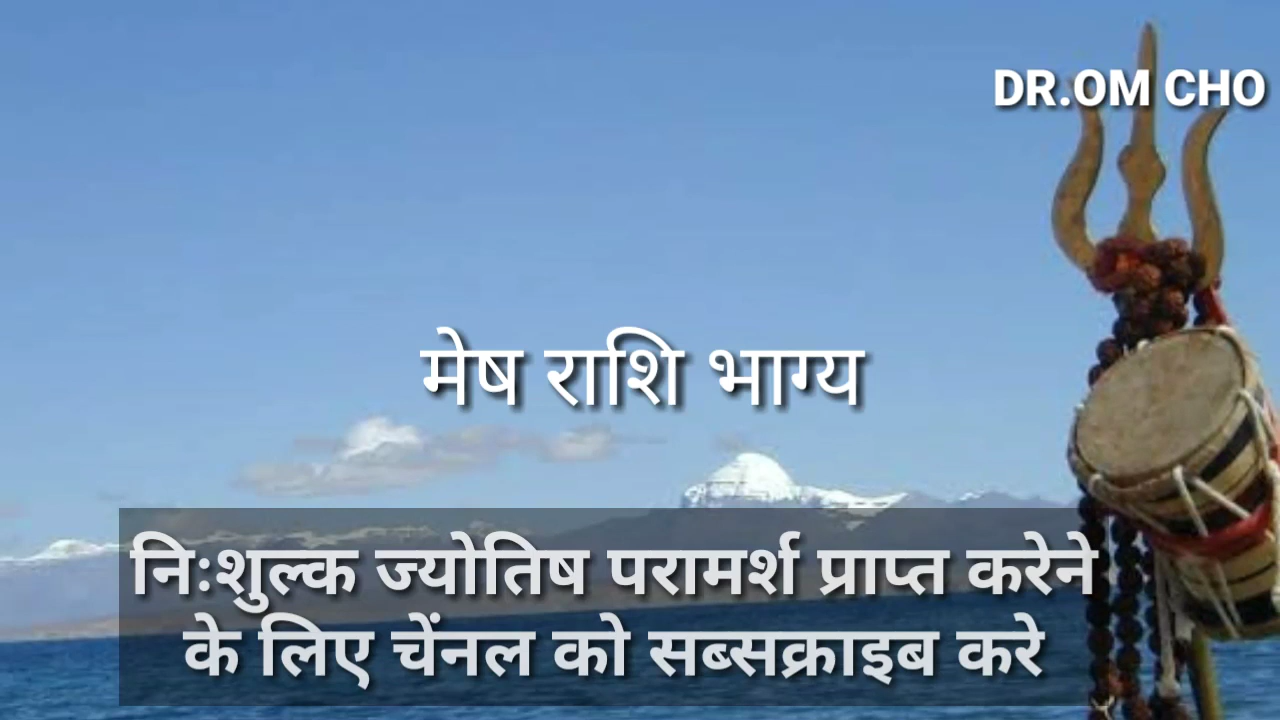 DR.OM CHO
मेष राशि भाग्य
निःशुल्क ज्योतिष परामर्श प्राप्त करेने
के लिए चेंनल को सब्सक्राइब करे